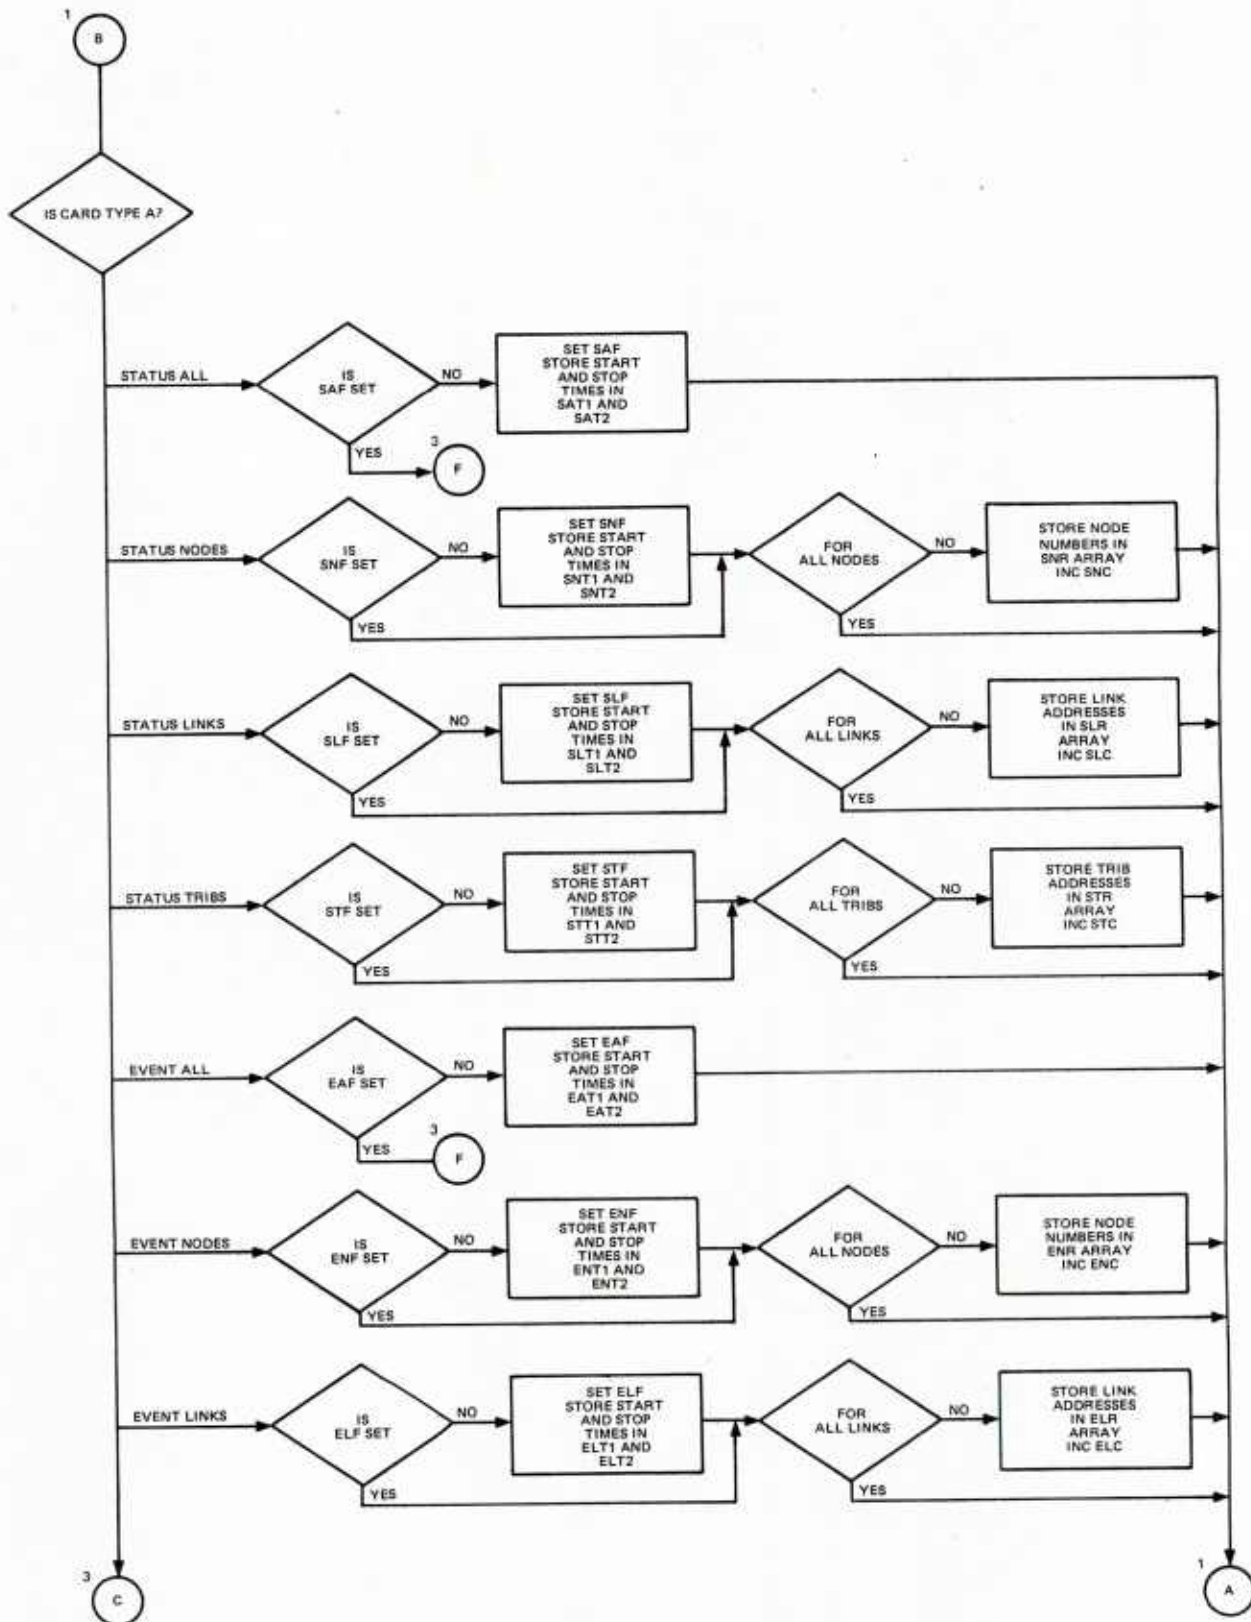 1
B
IS CARD TYPE A?
STATUS ALL
IS
SAF SET
NO
SET SAF
STORE START
AND STOP
TIMES IN
SAT1 AND
SAT2
YES
3
F
STATUS NODES
IS
SNF SET
NO
SET SNF
STORE START
AND STOP
TIMES IN
SNT1 AND
SNT2
FOR
ALL NODES
NO
STORE NODE
NUMBERS IN
SNR ARRAY
INC SNC
YES
YES
STATUS LINKS
IS
SLF SET
NO
SET SLF
STORE START
AND STOP
TIMES IN
SLT1 AND
SLT2
FOR
ALL LINKS
NO
STORE LINK
ADDRESSES
IN SLR
ARRAY
INC SLC
YES
YES
STATUS TRIBS
IS
STF SET
NO
SET STF
STORE START
AND STOP
TIMES IN
STT1 AND
STT2
FOR
ALL TRIBS
NO
STORE TRIB
ADDRESSES
IN STR
ARRAY
INC STC
YES
YES
EVENT ALL
IS
EAF SET
NO
SET EAF
STORE START
AND STOP
TIMES IN
EAT1 AND
EAT2
YES
3
F
EVENT NODES
IS
ENF SET
NO
SET ENF
STORE START
AND STOP
TIMES IN
ENT1 AND
ENT2
FOR
ALL NODES
NO
STORE NODE
NUMBERS IN
ENR ARRAY
INC ENC
YES
YES
EVENT LINKS
IS
ELF SET
NO
SET ELF
STORE START
AND STOP
TIMES IN
ELT1 AND
ELT2
FOR
ALL LINKS
NO
STORE LINK
ADDRESSES
IN ELR
ARRAY
INC ELC
YES
YES
3
C
1
A